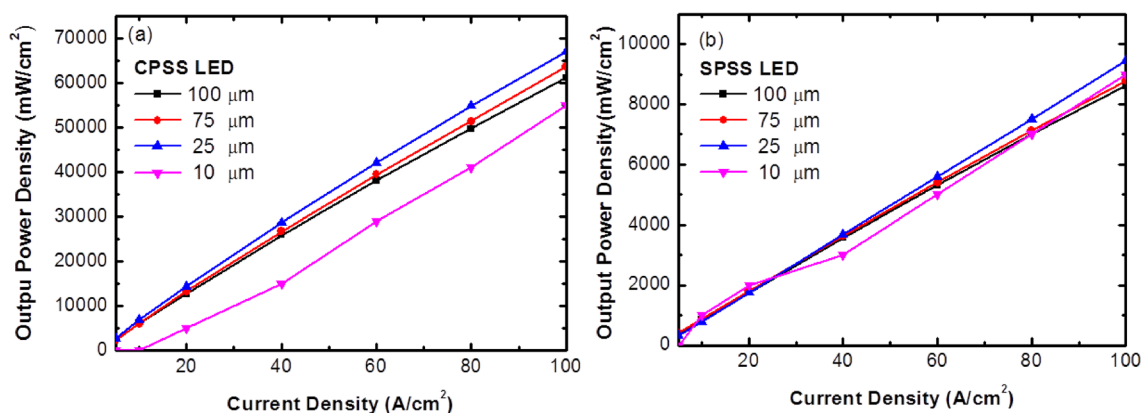 (a)
CPSS LED
100 μm
75 μm
25 μm
10 μm
70000
60000
50000
40000
30000
20000
10000
0
20
40
60
80
100
Outpu Power Density (mW/cm²)
Current Density (A/cm²)
(b)
SPSS LED
100 μm
75 μm
25 μm
10 μm
10000
8000
6000
4000
2000
0
20
40
60
80
100
Output Power Density(mW/cm²)
Current Density (A/cm²)